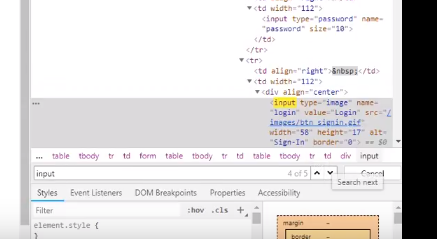 <td width="112">
<input type="password" name=
"password" size="10">
</td>
</tr>
▼<tr>
<td align="right">&nbsp;</td>
▼<td width="112">
▼<div align="center">
... <input type="image" name=
"login" value="Login" src="/
images/btn_signin.gif"
width="58" height="17" alt=
"Sign-In" border="0"> == $0
... table tbody tr td form table tbody tr td table tbody tr td div input
input 4 of 5 Cancel
Search next
Styles Event Listeners DOM Breakpoints Properties Accessibility
Filter :hov .cls +
element.style {
}
margin –
border –